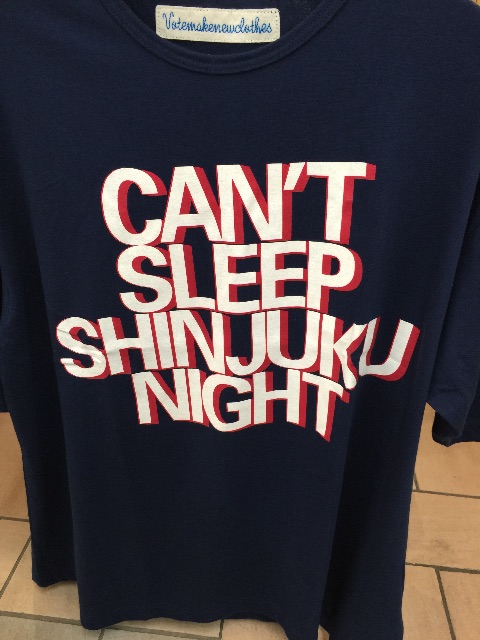 Votemakenewclothes
CAN'T
SLEEP
SHINJUKU
NIGHT